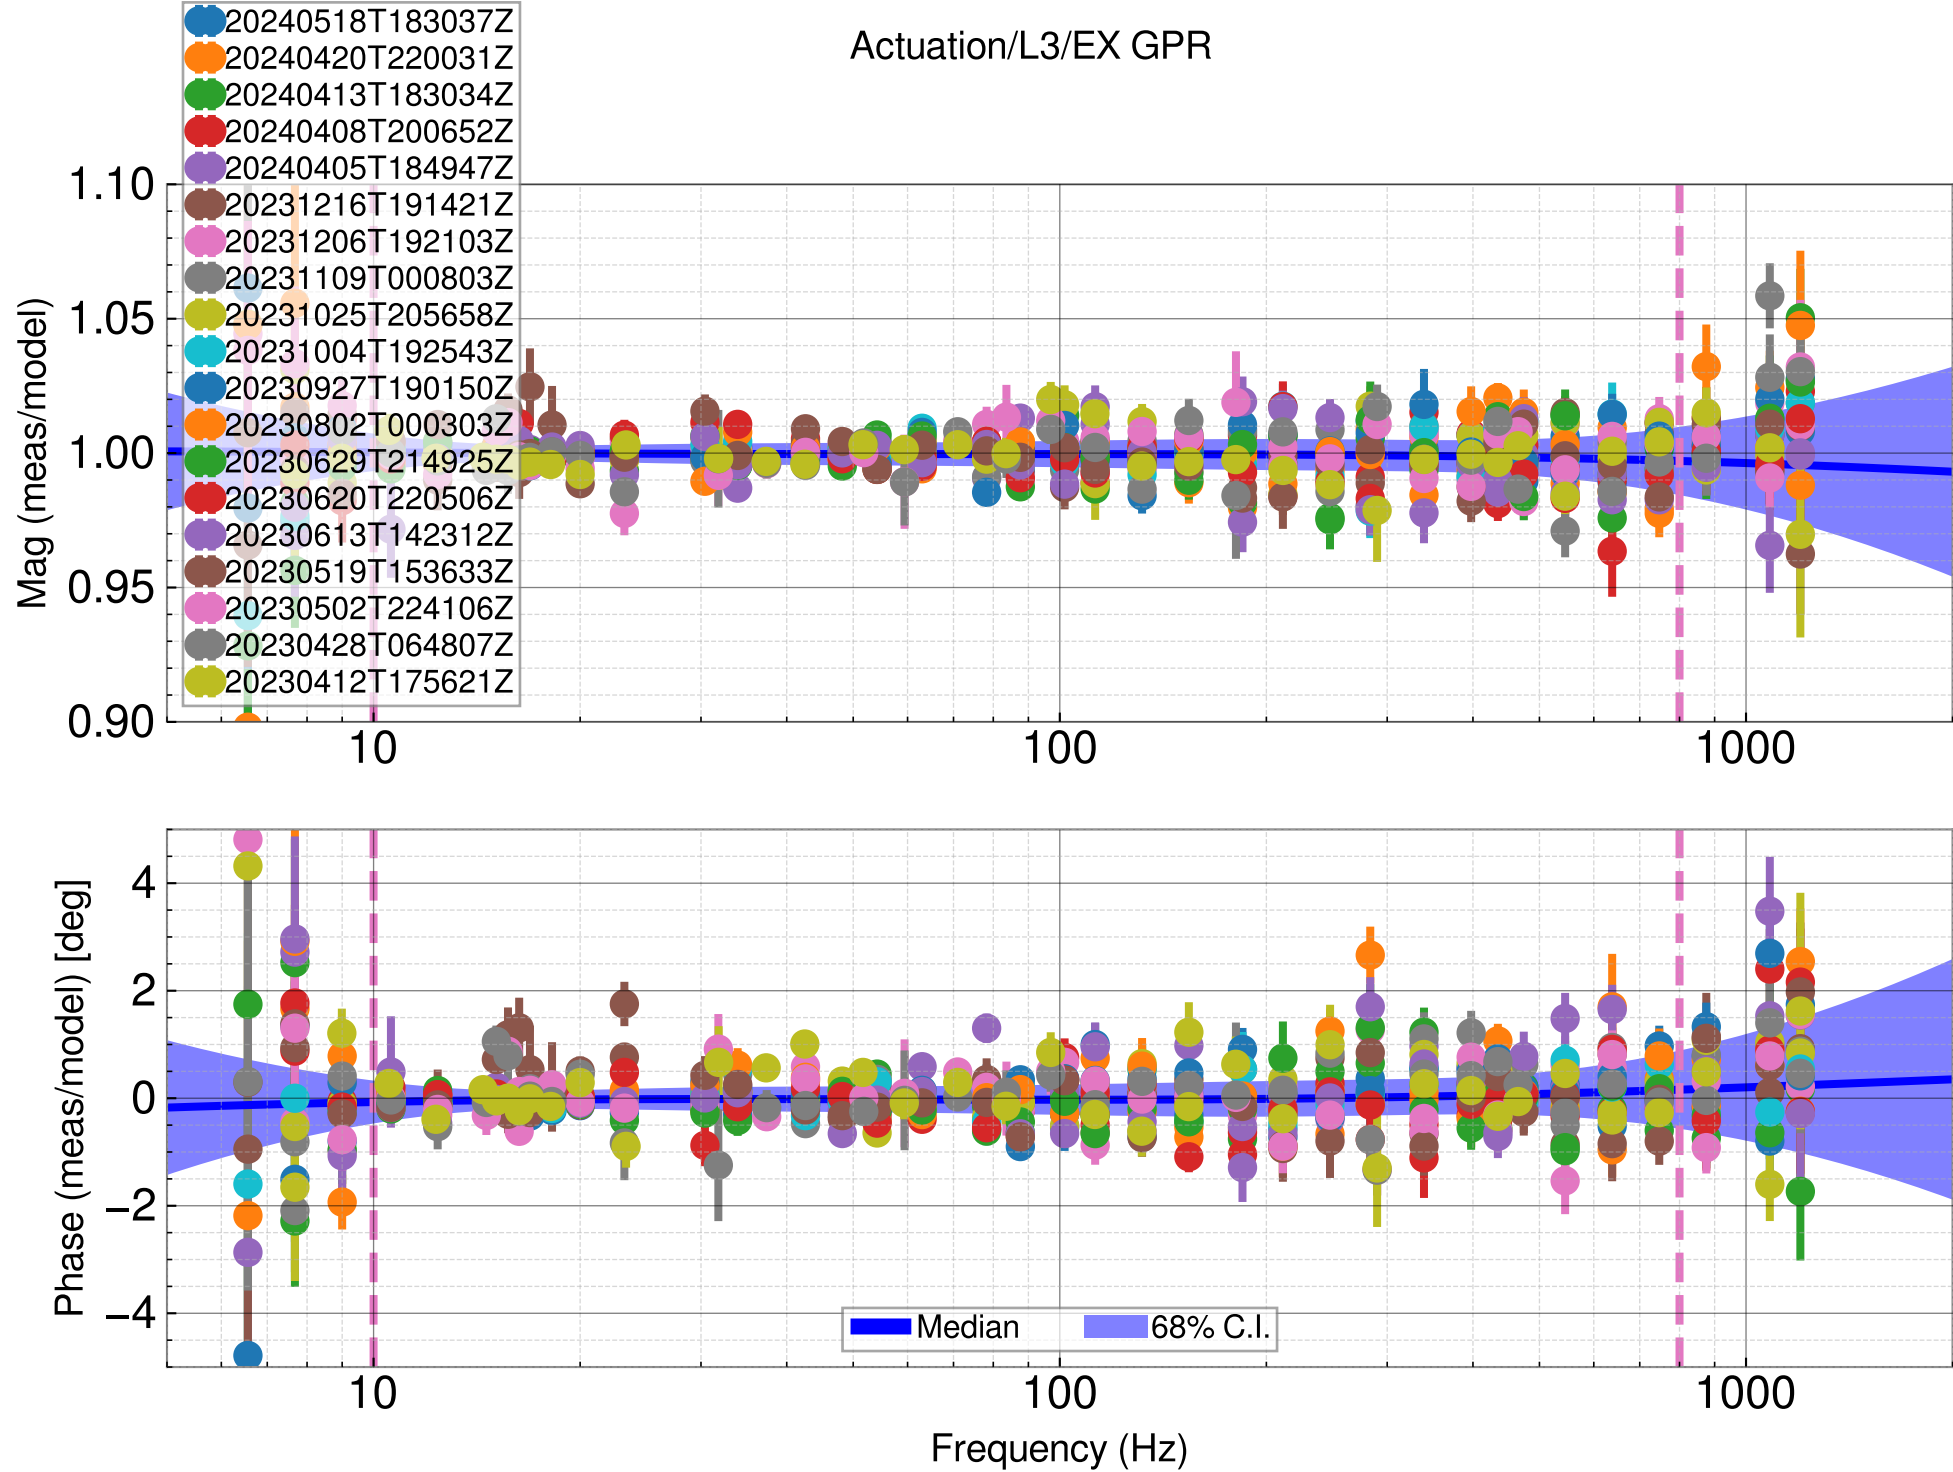 Actuation/L3/EX GPR
20240518T183037Z
20240420T220031Z
20240413T183034Z
20240408T200652Z
20240405T184947Z
20231216T191421Z
20231206T192103Z
20231109T000803Z
20231025T205658Z
20231004T192543Z
20230927T190150Z
20230802T000303Z
20230629T214925Z
20230620T220506Z
20230613T142312Z
20230519T153633Z
20230502T224106Z
20230428T064807Z
20230412T175621Z
Mag (meas/model)
1.10
1.05
1.00
0.95
0.90
10 100 1000
Phase (meas/model) [deg]
4
2
0
−2
−4
Median 68% C.I.
10 100 1000
Frequency (Hz)